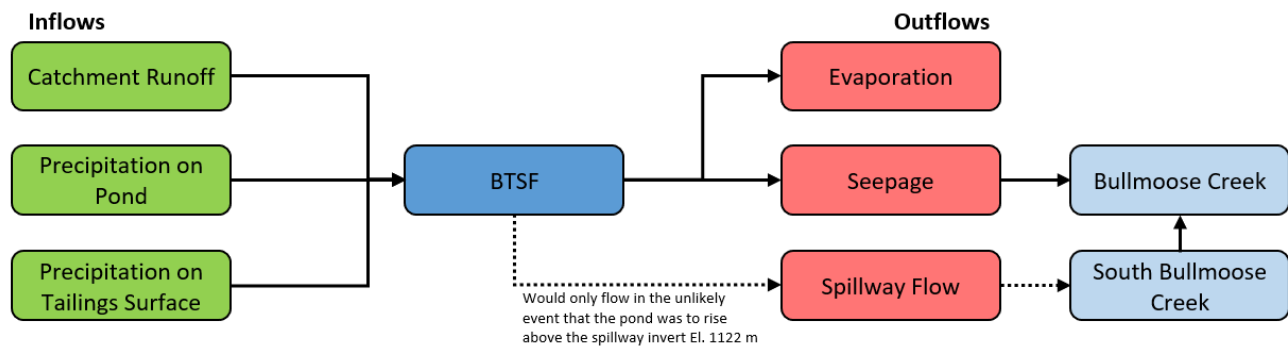 Inflows
Outflows
Catchment Runoff
Evaporation
Precipitation on
Pond
BTSF
Seepage
Bullmoose Creek
Precipitation on
Tailings Surface
Would only flow in the unlikely
event that the pond was to rise
above the spillway invert El. 1122 m
Spillway Flow
South Bullmoose
Creek